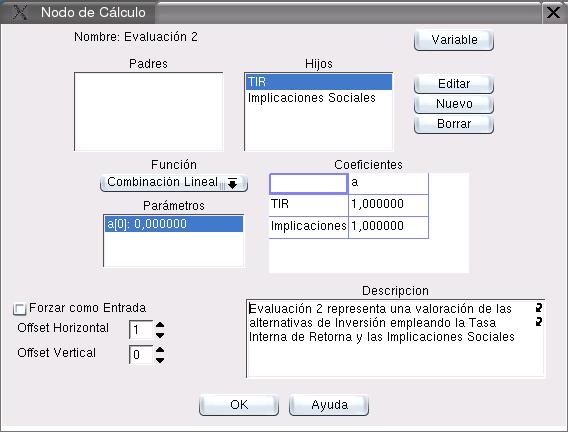 Nodo de Cálculo
Nombre: Evaluación 2
Variable
Padres
Hijos
TIR
Implicaciones Sociales
Editar
Nuevo
Borrar
Función
Combinación Lineal
Coeficientes
a
TIR 1,000000
Implicaciones 1,000000
Parámetros
a[0]: 0,000000
Forzar como Entrada
Offset Horizontal 1
Offset Vertical 0
Descripcion
Evaluación 2 representa una valoración de las
alternativas de Inversión empleando la Tasa
Interna de Retorna y las Implicaciones Sociales
OK
Ayuda